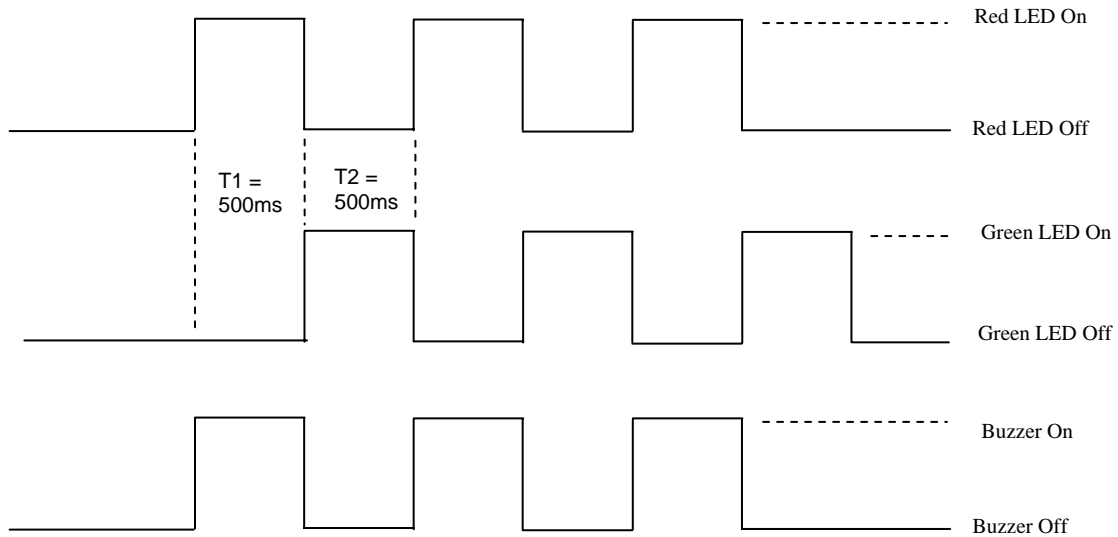 Red LED On
Red LED Off
T1 =
500ms
T2 =
500ms
Green LED On
Green LED Off
Buzzer On
Buzzer Off